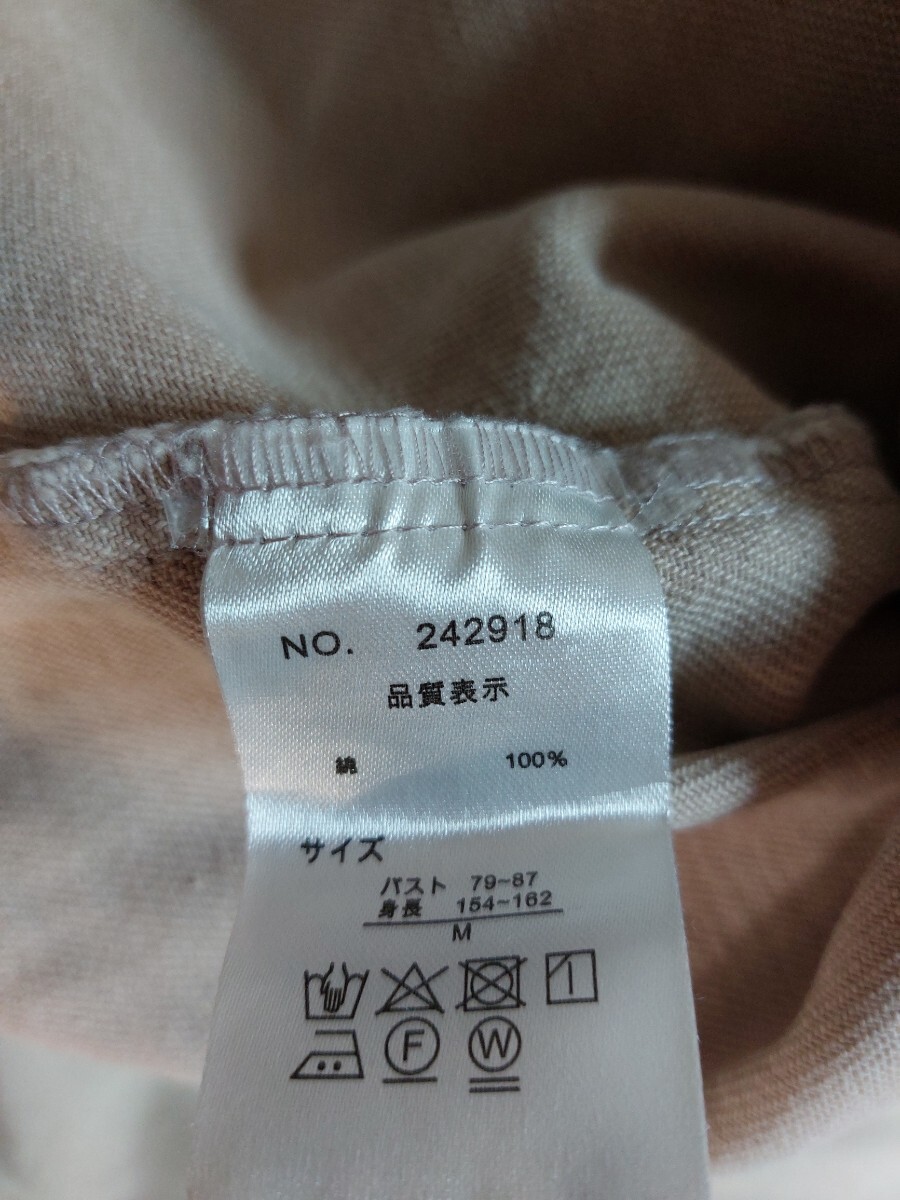 NO. 242918
品質表示
綿 100%
サイズ
バスト 79~87
身長 154~162
M
F W